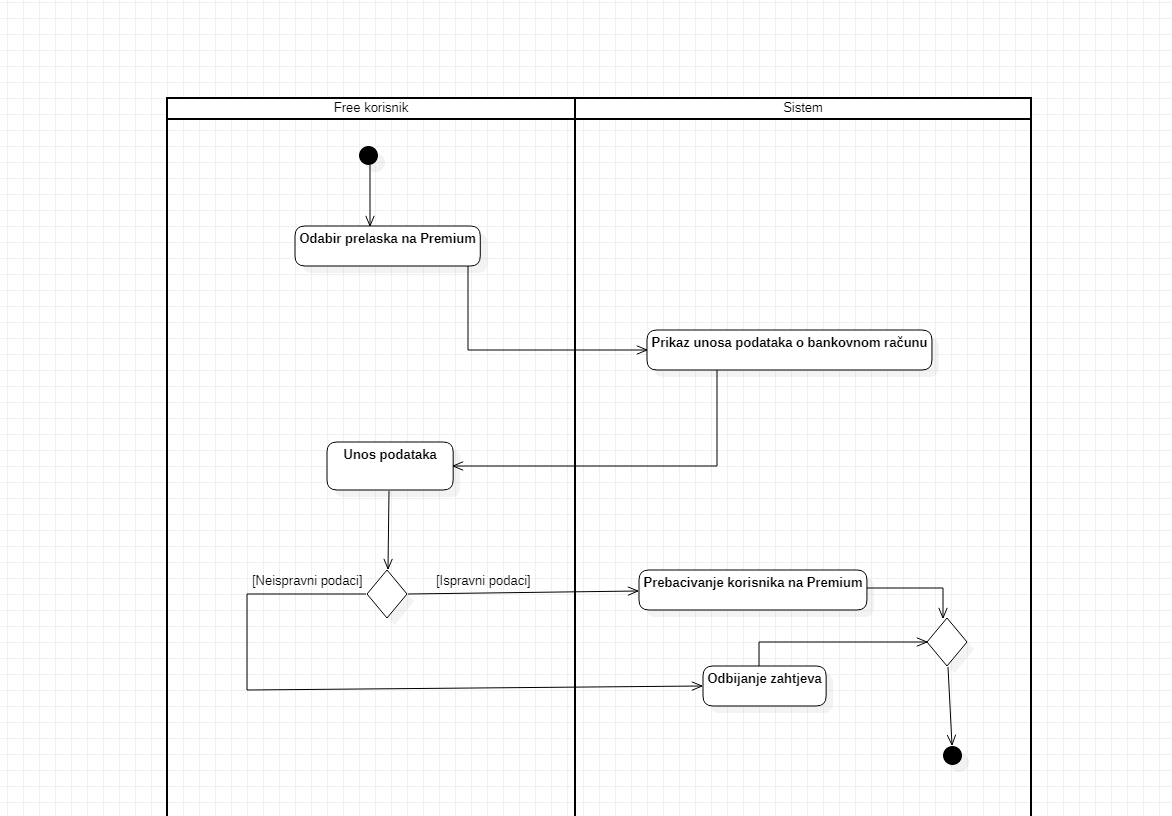 Free korisnik
Sistem
Odabir prelaska na Premium
Prikaz unosa podataka o bankovnom računu
Unos podataka
[Neispravni podaci]
[Ispravni podaci]
Prebacivanje korisnika na Premium
Odbijanje zahtjeva